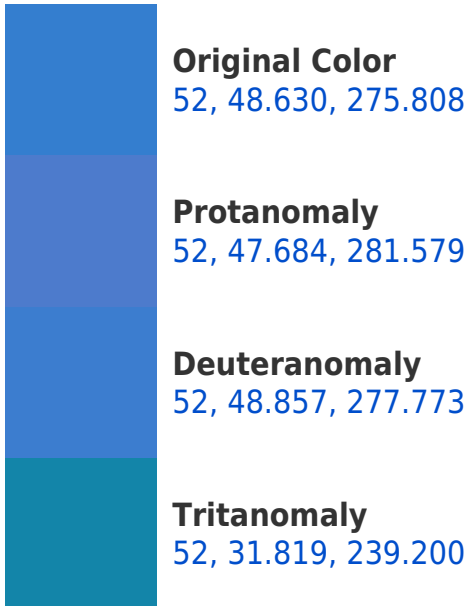 Original Color
52, 48.630, 275.808
Protanomaly
52, 47.684, 281.579
Deuteranomaly
52, 48.857, 277.773
Tritanomaly
52, 31.819, 239.200